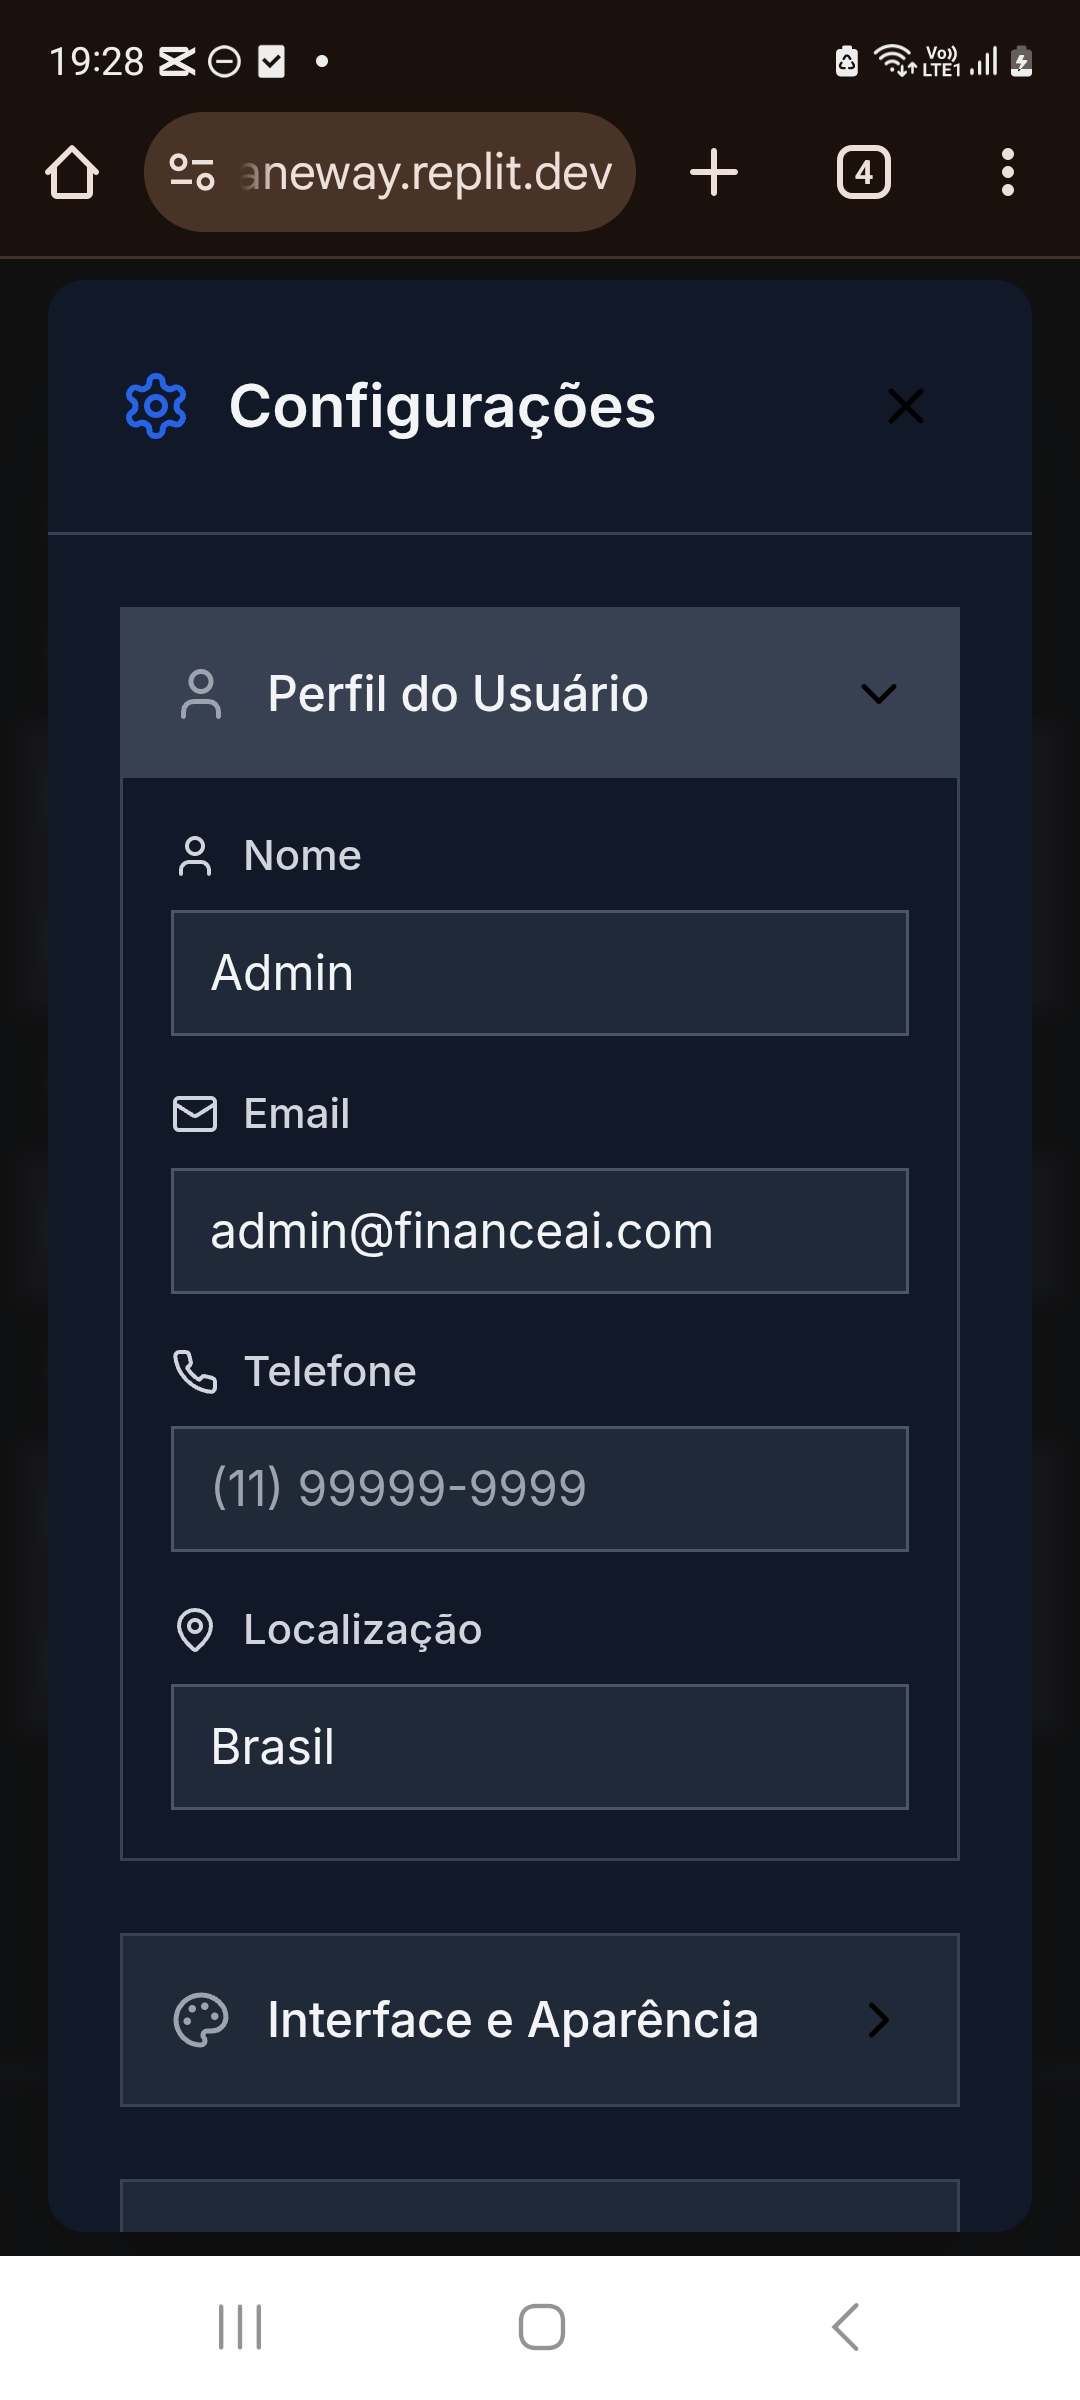 19:28
Vo))
LTE1
aneway.replit.dev
4
Configurações
Perfil do Usuário
Nome
Admin
Email
admin@financeai.com
Telefone
(11) 99999-9999
Localização
Brasil
Interface e Aparência